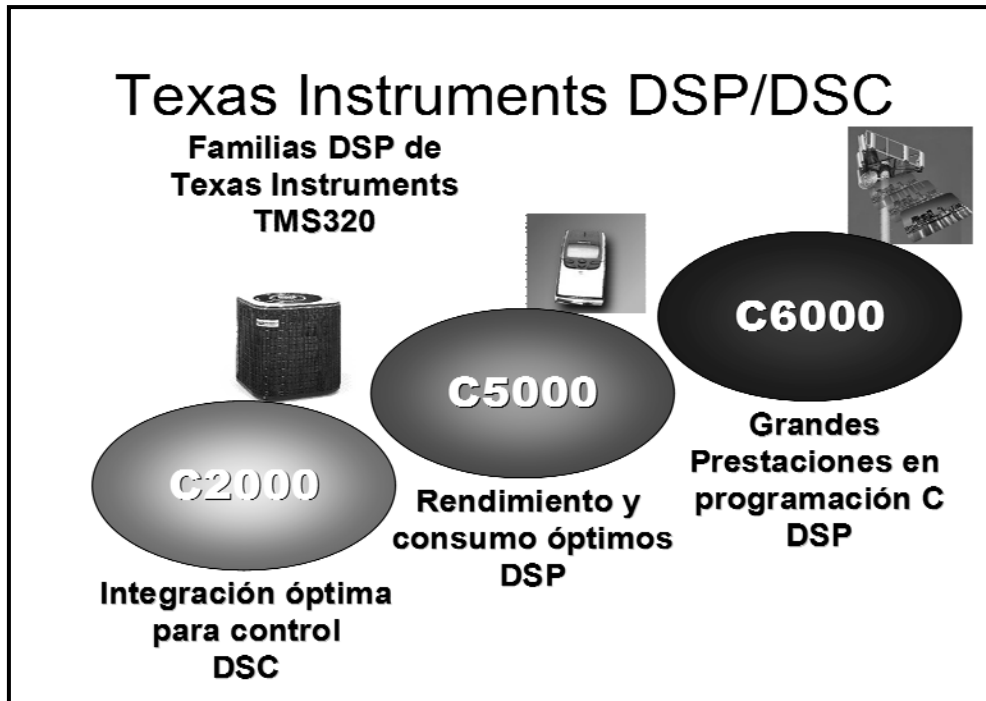 Texas Instruments DSP/DSC
Familias DSP de
Texas Instruments
TMS320
C2000
Integración óptima
para control
DSC
C5000
Rendimiento y
consumo óptimos
DSP
C6000
Grandes
Prestaciones en
programación C
DSP